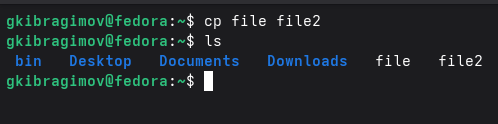 gkibragimov@fedora:~$ cp file file2
gkibragimov@fedora:~$ ls
bin Desktop Documents Downloads file file2
gkibragimov@fedora:~$